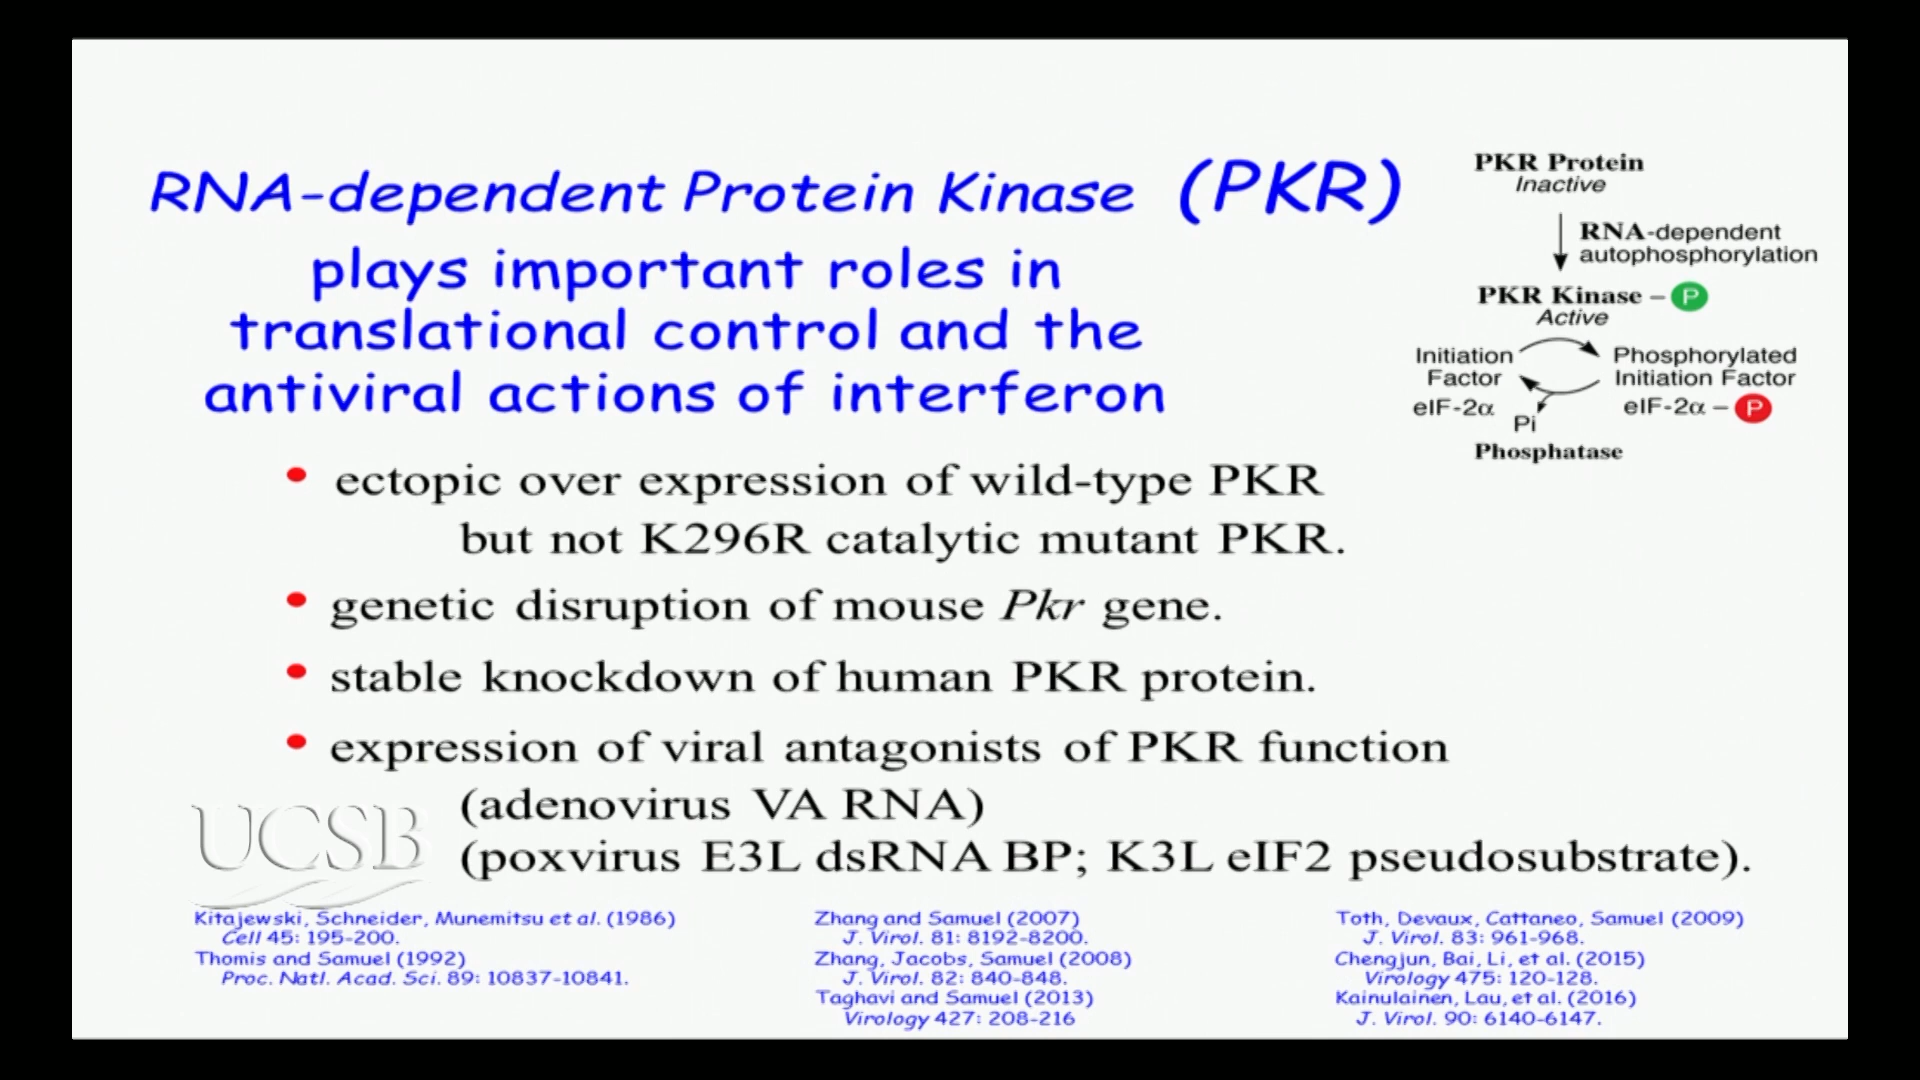 RNA-dependent Protein Kinase (PKR)
plays important roles in
translational control and the
antiviral actions of interferon
PKR Protein
Inactive
RNA-dependent
autophosphorylation
PKR Kinase – P
Active
Initiation
Factor
eIF-2α
Phosphorylated
Initiation Factor
eIF-2α – P
Pi
Phosphatase
• ectopic over expression of wild-type PKR
but not K296R catalytic mutant PKR.
• genetic disruption of mouse Pkr gene.
• stable knockdown of human PKR protein.
• expression of viral antagonists of PKR function
(adenovirus VA RNA)
(poxvirus E3L dsRNA BP; K3L eIF2 pseudosubstrate).
UCSB
Kitajewski, Schneider, Munemitsu et al. (1986)
Cell 45: 195-200.
Thomis and Samuel (1992)
Proc. Natl. Acad. Sci. 89: 10837-10841.
Zhang and Samuel (2007)
J. Virol. 81: 8192-8200.
Zhang, Jacobs, Samuel (2008)
J. Virol. 82: 840-848.
Taghavi and Samuel (2013)
Virology 427: 208-216
Toth, Devaux, Cattaneo, Samuel (2009)
J. Virol. 83: 961-968.
Chengjun, Bai, Li, et al. (2015)
Virology 475: 120-128.
Kainulainen, Lau, et al. (2016)
J. Virol. 90: 6140-6147.